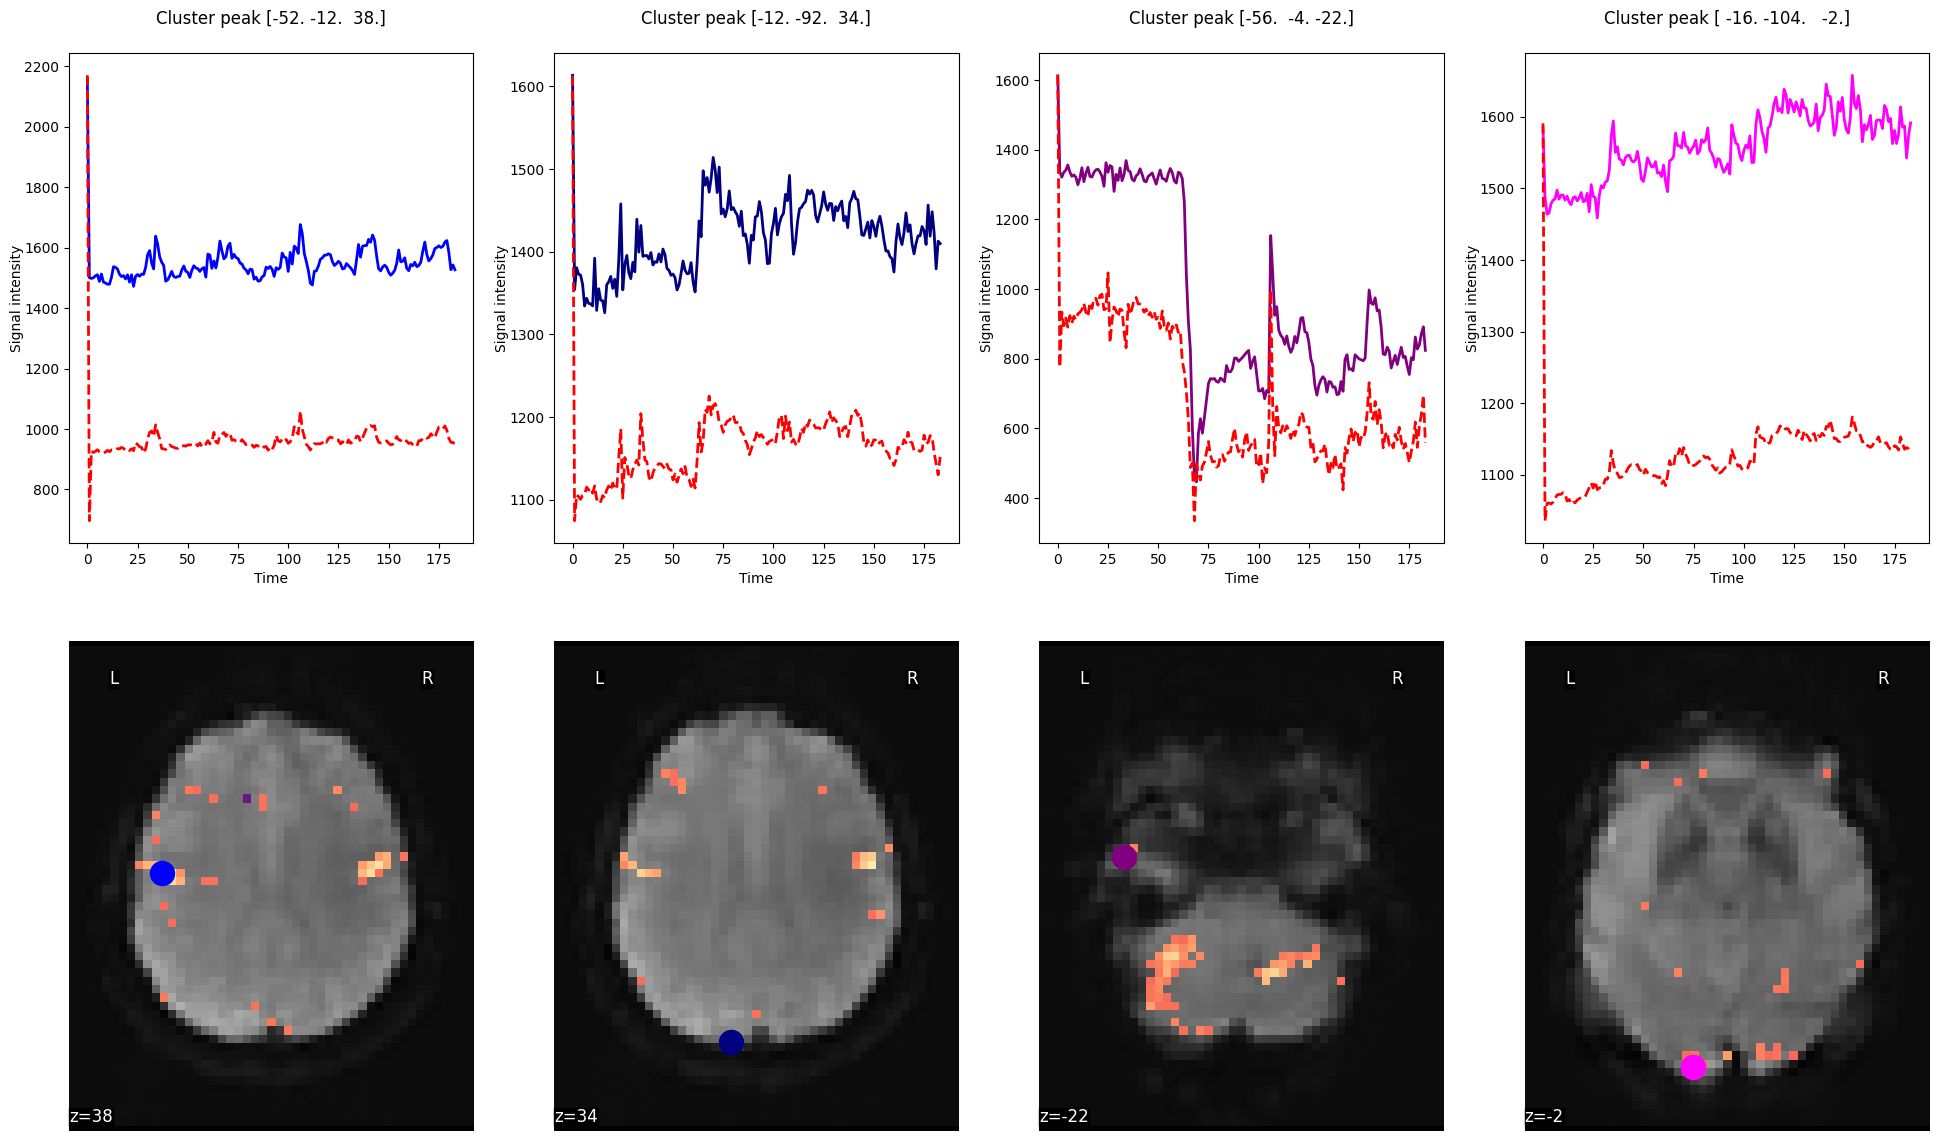 Cluster peak [-52. -12.  38.]
Cluster peak [-12. -92.  34.]
Cluster peak [-56.  -4. -22.]
Cluster peak [ -16. -104.   -2.]
Signal intensity
2200
2000
1800
1600
1400
1200
1000
800
0 25 50 75 100 125 150 175
Time
Signal intensity
1600
1500
1400
1300
1200
1100
0 25 50 75 100 125 150 175
Time
Signal intensity
1600
1400
1200
1000
800
600
400
0 25 50 75 100 125 150 175
Time
Signal intensity
1600
1500
1400
1300
1200
1100
0 25 50 75 100 125 150 175
Time
L R
z=38
L R
z=34
L R
z=-22
L R
z=-2